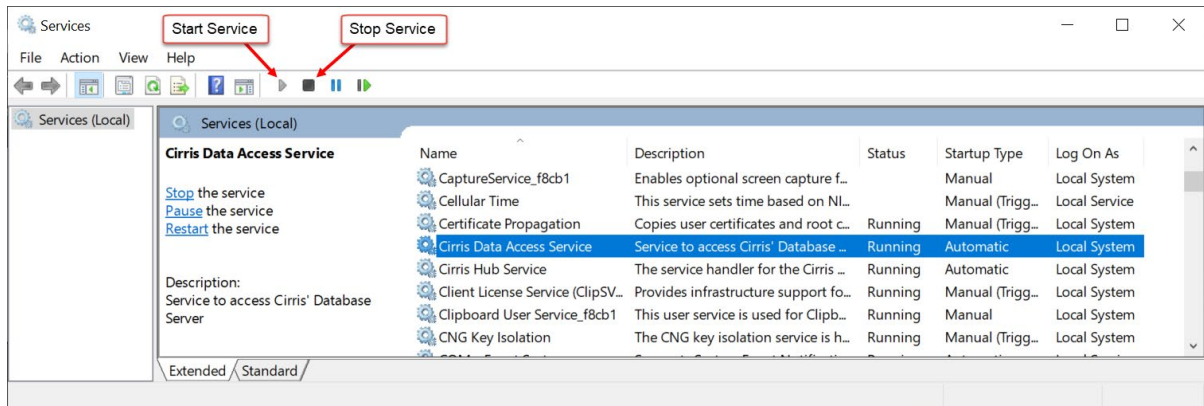 Services
Start Service
Stop Service
File Action View Help
Services (Local)
Services (Local)
Cirris Data Access Service
Stop the service
Pause the service
Restart the service
Description:
Service to access Cirris' Database
Server
Name Description Status Startup Type Log On As
CaptureService_f8cb1 Enables optional screen capture f... Manual Local System
Cellular Time This service sets time based on NI... Manual (Trigg... Local Service
Certificate Propagation Copies user certificates and root c... Running Manual (Trigg... Local System
Cirris Data Access Service Service to access Cirris' Database ... Running Automatic Local System
Cirris Hub Service The service handler for the Cirris ... Running Automatic Local System
Client License Service (ClipSV... Provides infrastructure support fo... Running Manual (Trigg... Local System
Clipboard User Service_f8cb1 This user service is used for Clipb... Running Manual Local System
CNG Key Isolation The CNG key isolation service is h... Running Manual (Trigg... Local System
Extended Standard